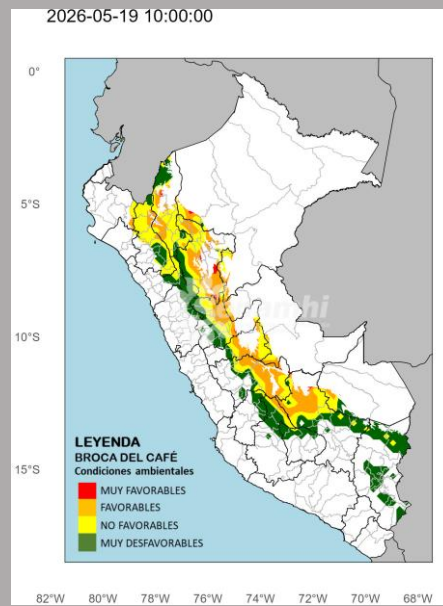 2026-05-19 10:00:00
0°
5°S
10°S
15°S
senamhi
LEYENDA
BROCA DEL CAFÉ
Condiciones ambientales
MUY FAVORABLES
FAVORABLES
NO FAVORABLES
MUY DESFAVORABLES
82°W 80°W 78°W 76°W 74°W 72°W 70°W 68°W